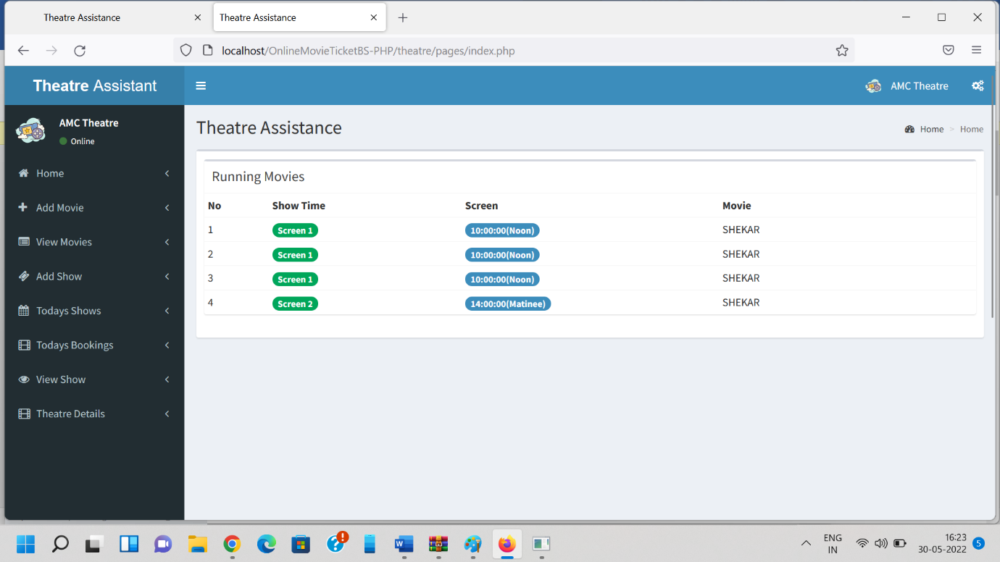 Theatre Assistance
Theatre Assistance
localhost/OnlineMovieTicketBS-PHP/theatre/pages/index.php
Theatre Assistant
AMC Theatre
AMC Theatre
Online
Home
Add Movie
View Movies
Add Show
Todays Shows
Todays Bookings
View Show
Theatre Details
Theatre Assistance
Home > Home
Running Movies
No Show Time Screen Movie
1 Screen 1 10:00:00(Noon) SHEKAR
2 Screen 1 10:00:00(Noon) SHEKAR
3 Screen 1 10:00:00(Noon) SHEKAR
4 Screen 2 14:00:00(Matinee) SHEKAR
ENG
IN
16:23
30-05-2022
5